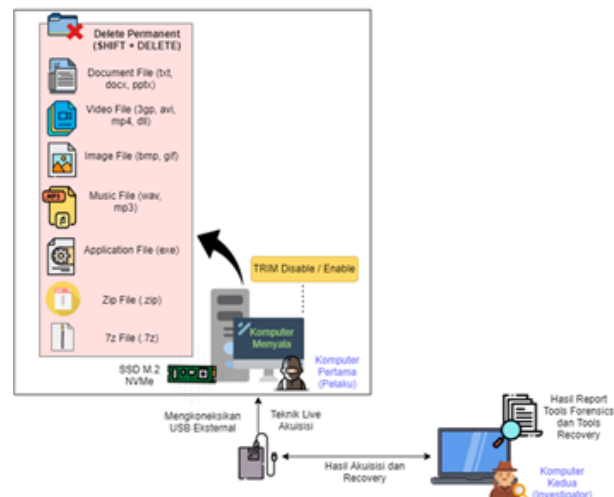 Delete Permanent
(SHIFT + DELETE)
Document File (txt,
docx, pptx)
Video File (3gp, avi,
mp4, dll)
Image File (bmp, gif)
MP3
Music File (wav,
mp3)
Application File (exe)
Zip File (.zip)
7z File (.7z)
TRIM Disable / Enable
Komputer
Menyala
SSD M.2
NVMe
Komputer
Pertama
(Pelaku)
Mengkoneksikan
USB Eksternal
Teknik Live
Akuisisi
Hasil Akuisisi dan
Recovery
Hasil Report
Tools Forensics
dan Tools
Recovery
Komputer
Kedua
(Investigator)